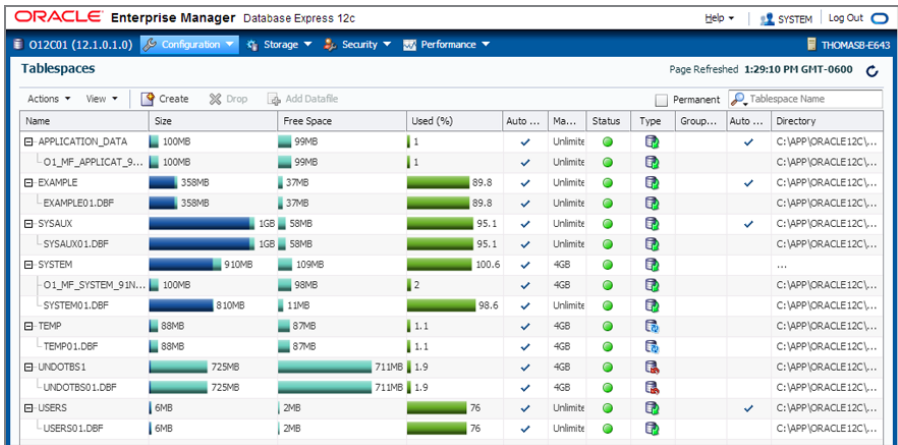 ORACLE Enterprise Manager Database Express 12c Help SYSTEM Log Out
O12C01 (12.1.0.1.0) Configuration Storage Security Performance THOMASB-E643
Tablespaces Page Refreshed 1:29:10 PM GMT-0600
Actions View Create Drop Add Datafile Permanent Tablespace Name
Name Size Free Space Used (%) Auto ... Ma... Status Type Group... Auto ... Directory
APPLICATION_DATA 100MB 99MB 1 Unlimite C:\APP\ORACLE12C\...
O1_MF_APPLICAT_9... 100MB 99MB 1 Unlimite C:\APP\ORACLE12C\...
EXAMPLE 358MB 37MB 89.8 Unlimite C:\APP\ORACLE12C\...
EXAMPLE01.DBF 358MB 37MB 89.8 Unlimite C:\APP\ORACLE12C\...
SYSAUX 1GB 58MB 95.1 Unlimite C:\APP\ORACLE12C\...
SYSAUX01.DBF 1GB 58MB 95.1 Unlimite C:\APP\ORACLE12C\...
SYSTEM 910MB 109MB 100.6 4GB ...
O1_MF_SYSTEM_91N... 100MB 98MB 2 4GB C:\APP\ORACLE12C\...
SYSTEM01.DBF 810MB 11MB 98.6 Unlimite C:\APP\ORACLE12C\...
TEMP 88MB 87MB 1.1 4GB C:\APP\ORACLE12C\...
TEMP01.DBF 88MB 87MB 1.1 4GB C:\APP\ORACLE12C\...
UNDOTBS1 725MB 711MB 1.9 4GB C:\APP\ORACLE12C\...
UNDOTBS01.DBF 725MB 711MB 1.9 4GB C:\APP\ORACLE12C\...
USERS 6MB 2MB 76 Unlimite C:\APP\ORACLE12C\...
USERS01.DBF 6MB 2MB 76 Unlimite C:\APP\ORACLE12C\...